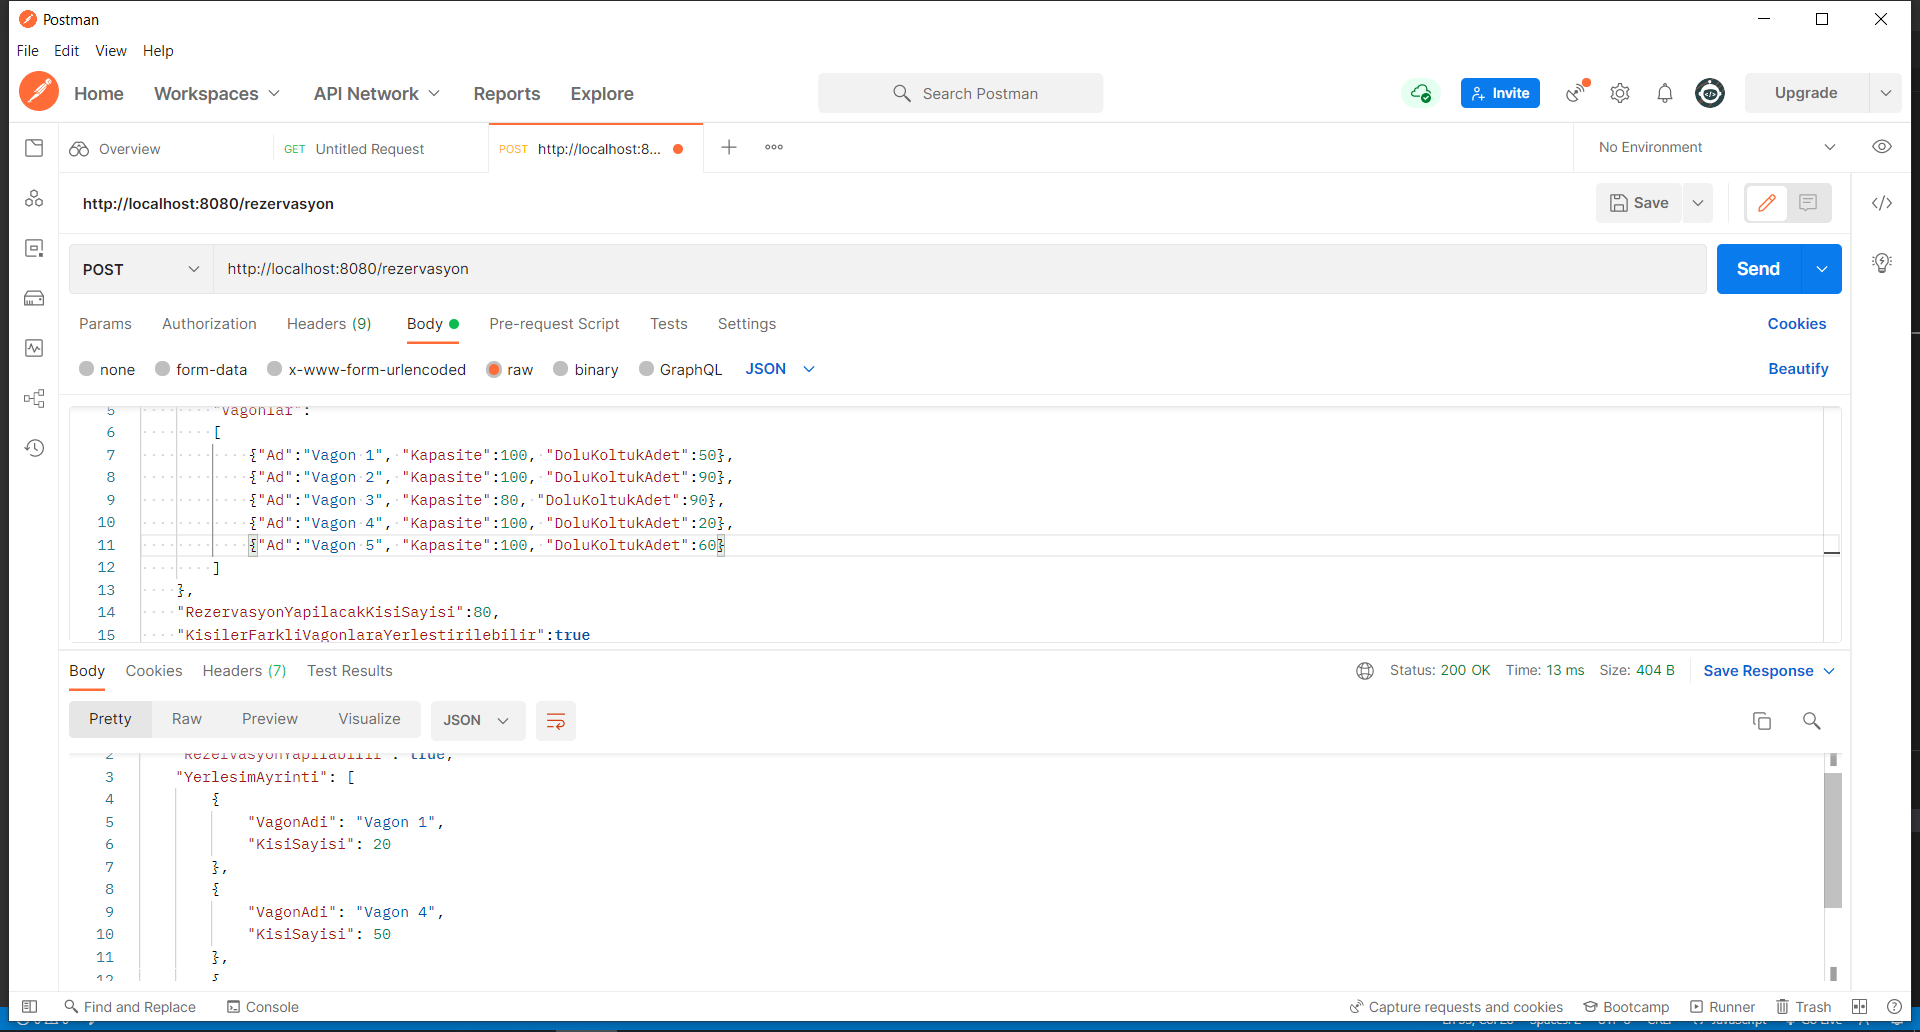 Postman
File Edit View Help
Home Workspaces API Network Reports Explore Search Postman Invite Upgrade
Overview GET Untitled Request POST http://localhost:8... No Environment
http://localhost:8080/rezervasyon Save
POST http://localhost:8080/rezervasyon Send
Params Authorization Headers (9) Body Pre-request Script Tests Settings Cookies
none form-data x-www-form-urlencoded raw binary GraphQL JSON Beautify
5 "Vagonlar":
6 [
7 {"Ad":"Vagon 1", "Kapasite":100, "DoluKoltukAdet":50},
8 {"Ad":"Vagon 2", "Kapasite":100, "DoluKoltukAdet":90},
9 {"Ad":"Vagon 3", "Kapasite":80, "DoluKoltukAdet":90},
10 {"Ad":"Vagon 4", "Kapasite":100, "DoluKoltukAdet":20},
11 {"Ad":"Vagon 5", "Kapasite":100, "DoluKoltukAdet":60}
12 ]
13 },
14 "RezervasyonYapilacakKisiSayisi":80,
15 "KisilerFarkliVagonlaraYerlestirilebilir":true
Body Cookies Headers (7) Test Results Status: 200 OK Time: 13 ms Size: 404 B Save Response
Pretty Raw Preview Visualize JSON
2 "RezervasyonYapilabilir": true,
3 "YerlesimAyrinti": [
4 {
5 "VagonAdi": "Vagon 1",
6 "KisiSayisi": 20
7 },
8 {
9 "VagonAdi": "Vagon 4",
10 "KisiSayisi": 50
11 },
12 {
Find and Replace Console Capture requests and cookies Bootcamp Runner Trash